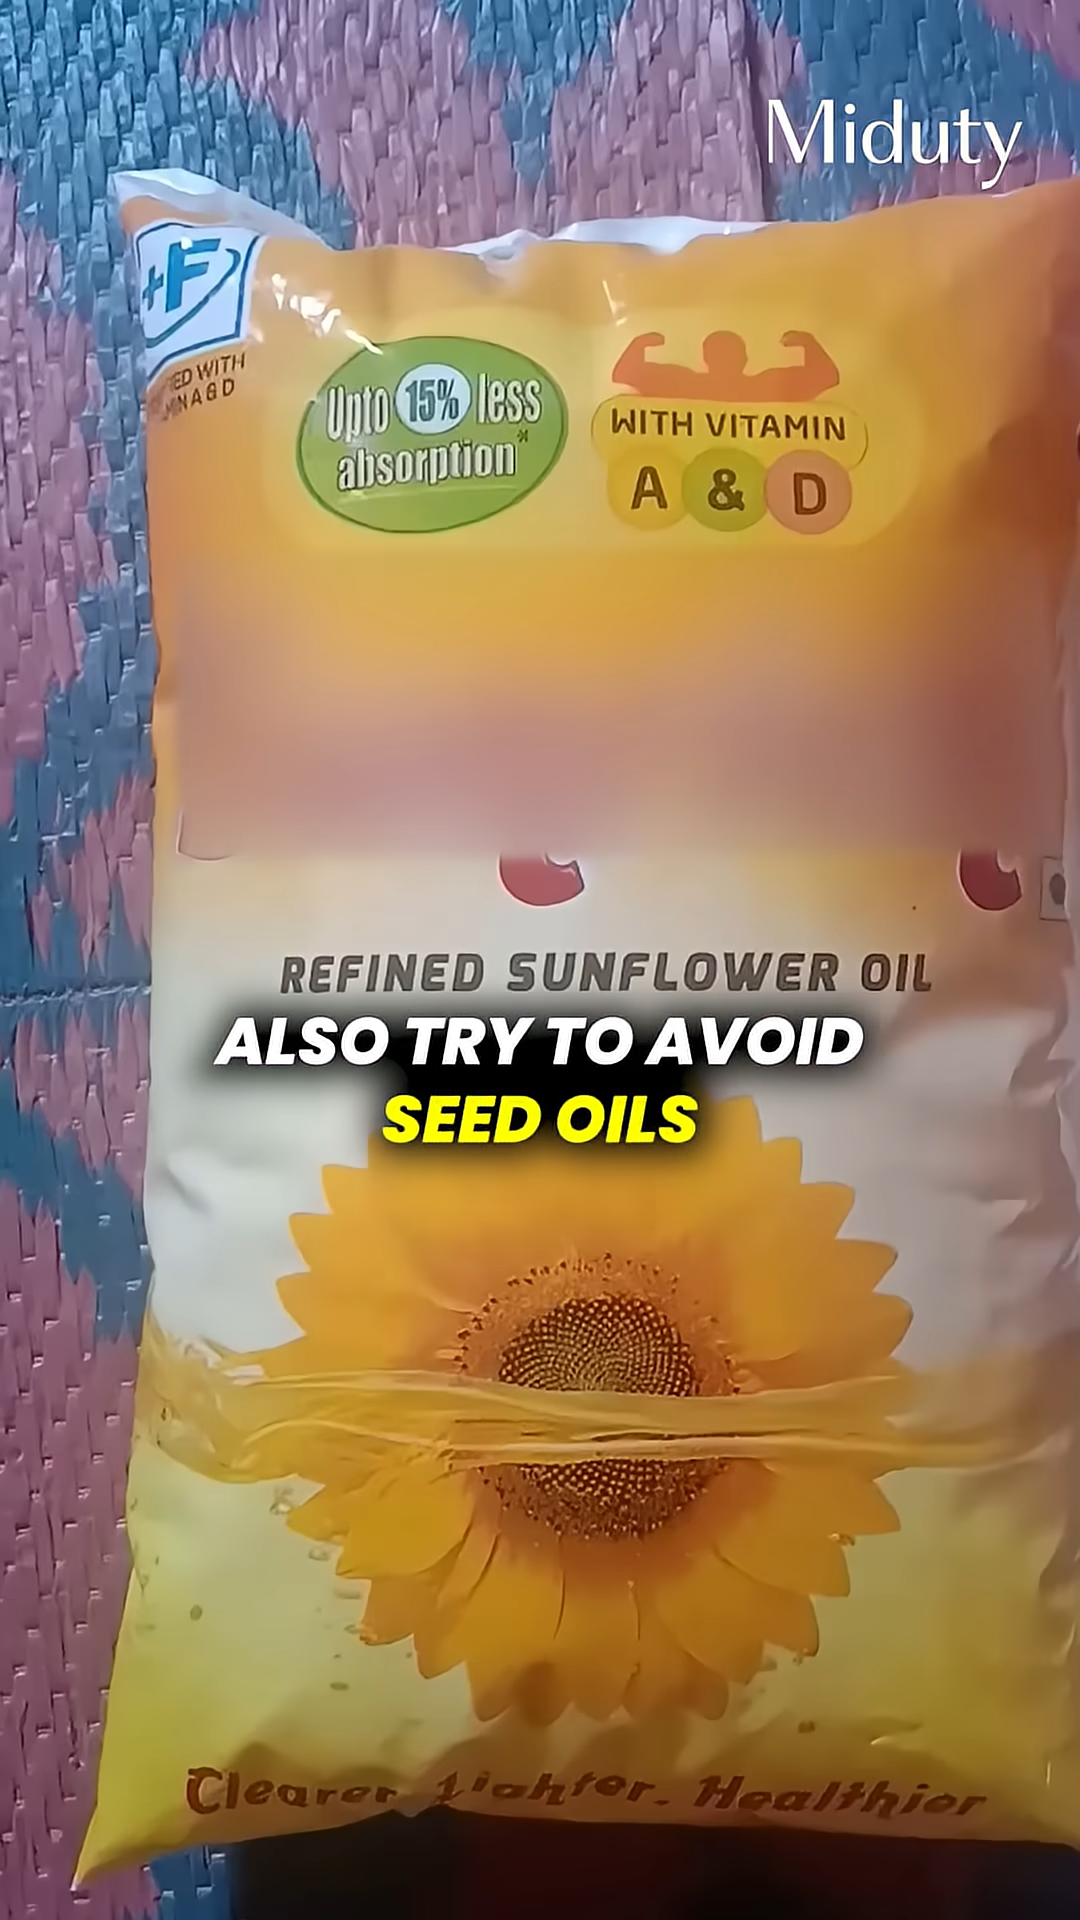 Miduty
+F
WITH
A & D
Upto 15% less
absorption*
WITH VITAMIN
A & D
REFINED SUNFLOWER OIL
ALSO TRY TO AVOID
SEED OILS
Clearer. Lighter. Healthier